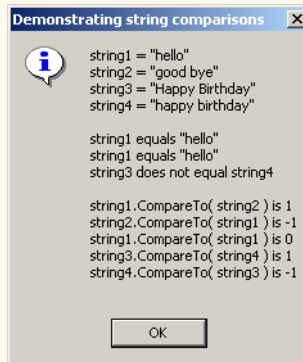 Demonstrating string comparisons
string1 = "hello"
string2 = "good bye"
string3 = "Happy Birthday"
string4 = "happy birthday"
string1 equals "hello"
string1 equals "hello"
string3 does not equal string4
string1.CompareTo( string2 ) is 1
string2.CompareTo( string1 ) is -1
string1.CompareTo( string1 ) is 0
string3.CompareTo( string4 ) is 1
string4.CompareTo( string3 ) is -1
OK